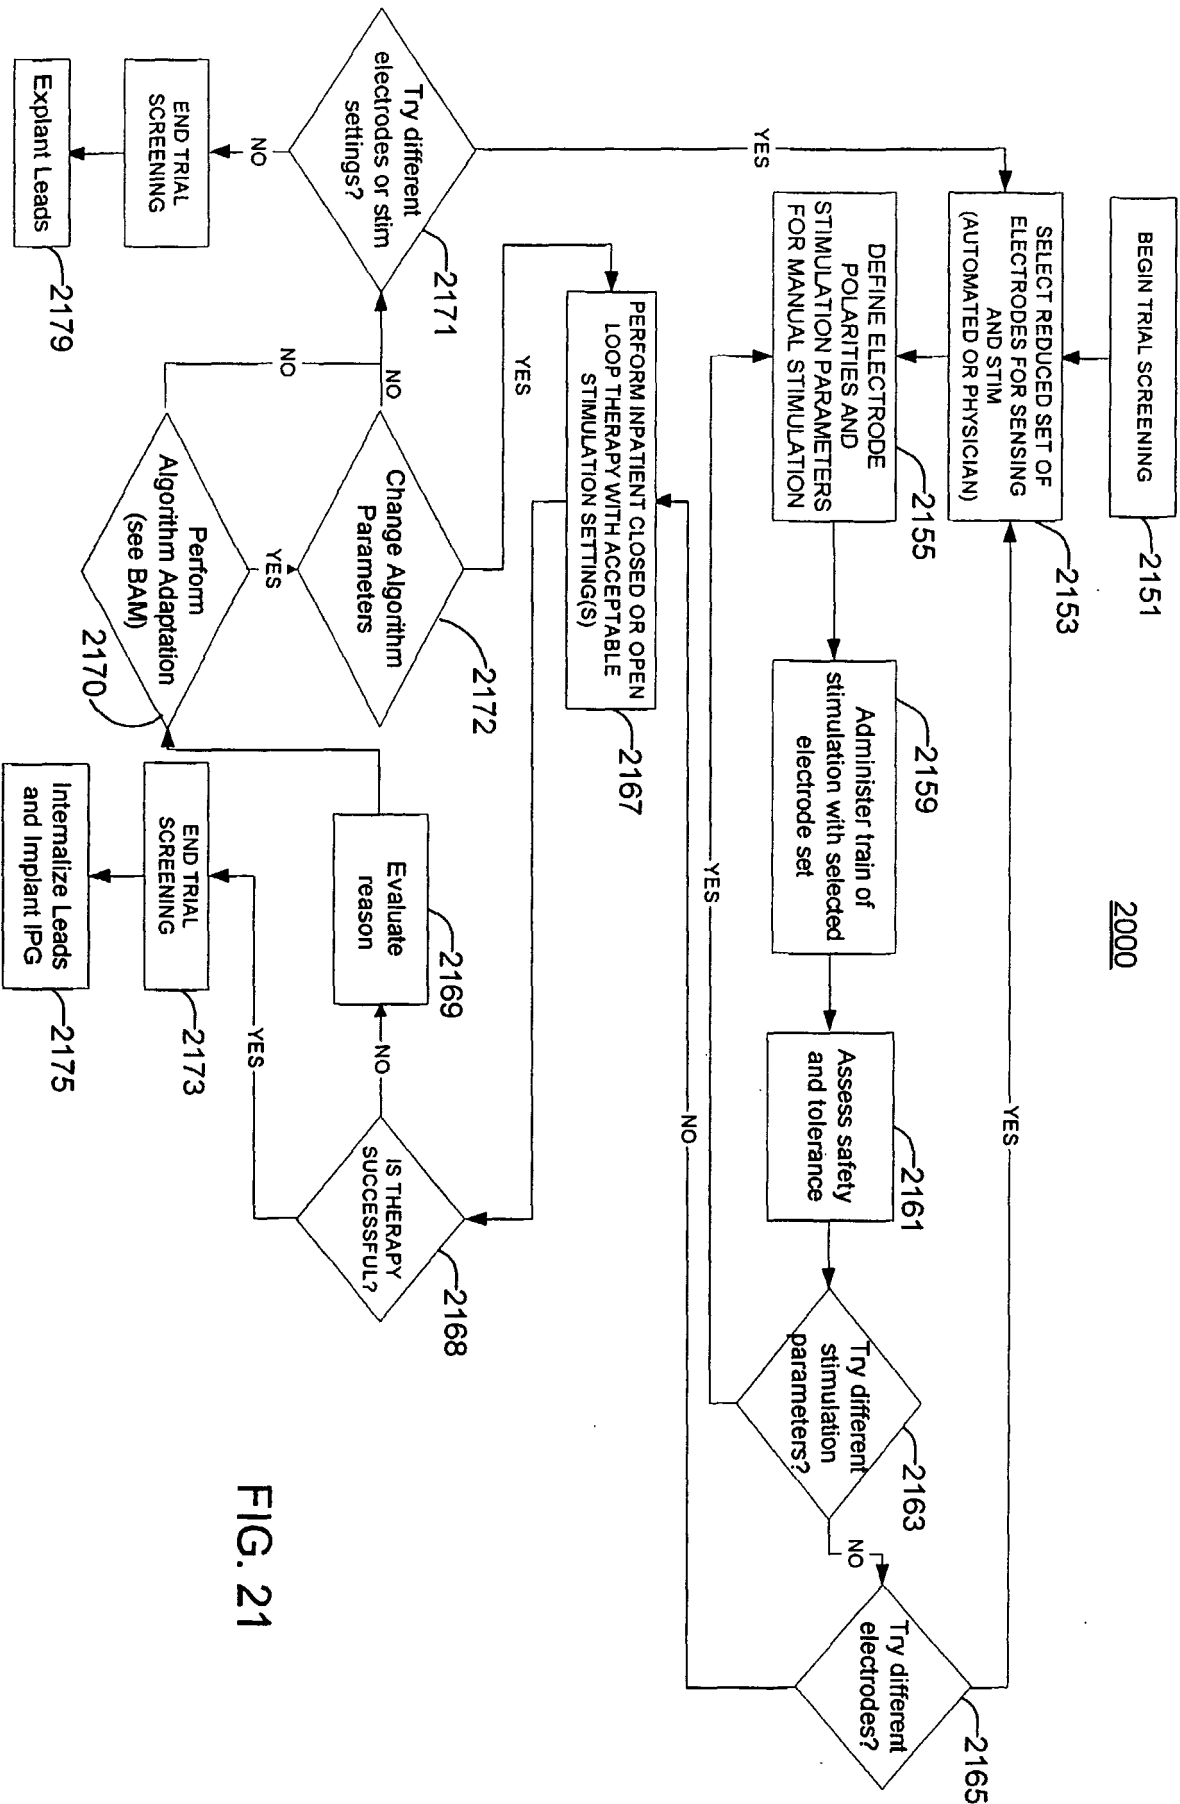 2000
BEGIN TRIAL SCREENING
2151
SELECT REDUCED SET OF
ELECTRODES FOR SENSING
AND STIM
(AUTOMATED OR PHYSICIAN)
2153
YES
YES
DEFINE ELECTRODE
POLARITIES AND
STIMULATION PARAMETERS
FOR MANUAL STIMULATION
2155
Administer train of
stimulation with selected
electrode set
2159
Assess safety
and tolerance
2161
Try different
stimulation
parameters?
2163
NO
Try different
electrodes?
2165
YES
NO
PERFORM INPATIENT CLOSED OR OPEN
LOOP THERAPY WITH ACCEPTABLE
STIMULATION SETTING(S)
2167
YES
Try different
electrodes or stim
settings?
2171
NO
Change Algorithm
Parameters
2172
NO
YES
Perform
Algorithm Adaptation
(see BAM)
2170
Evaluate
reason
2169
NO
IS THERAPY
SUCCESSFUL?
2168
NO
END TRIAL
SCREENING
Explant Leads
2179
YES
END TRIAL
SCREENING
2173
Internalize Leads
and Implant IPG
2175
FIG. 21